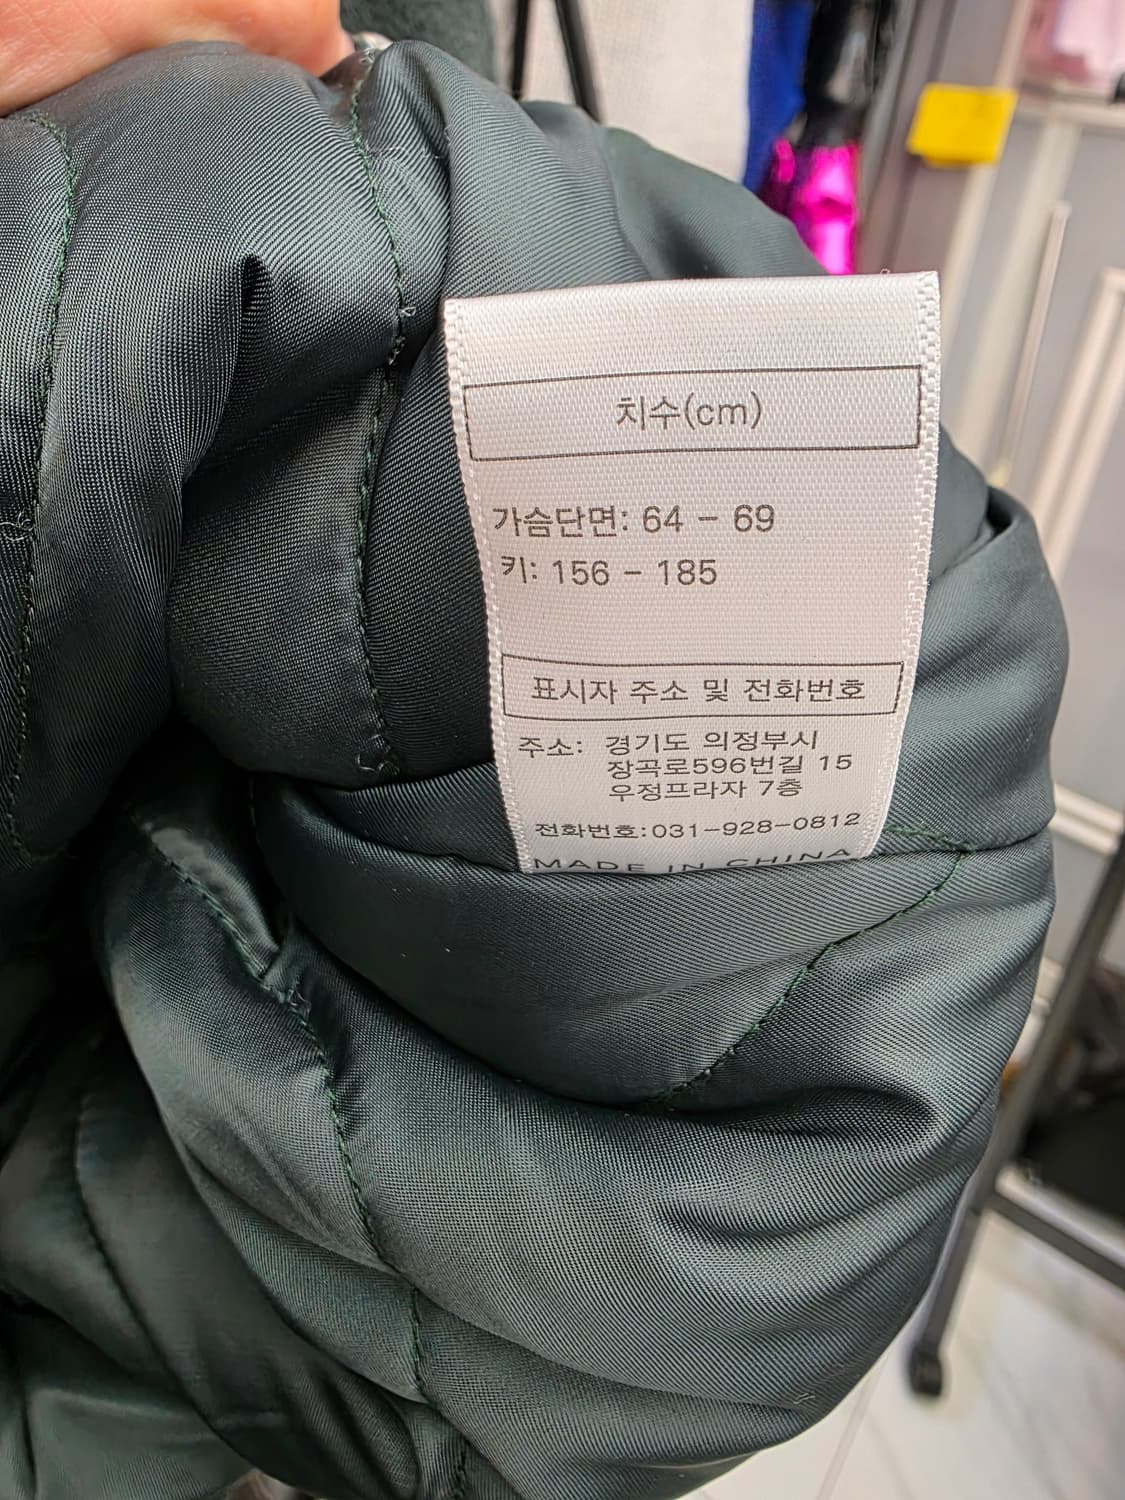 치수(cm)
가슴단면: 64 - 69
키: 156 - 185
표시자 주소 및 전화번호
주소: 경기도 의정부시
장곡로596번길 15
우정프라자 7층
전화번호:031-928-0812
MADE IN CHINA